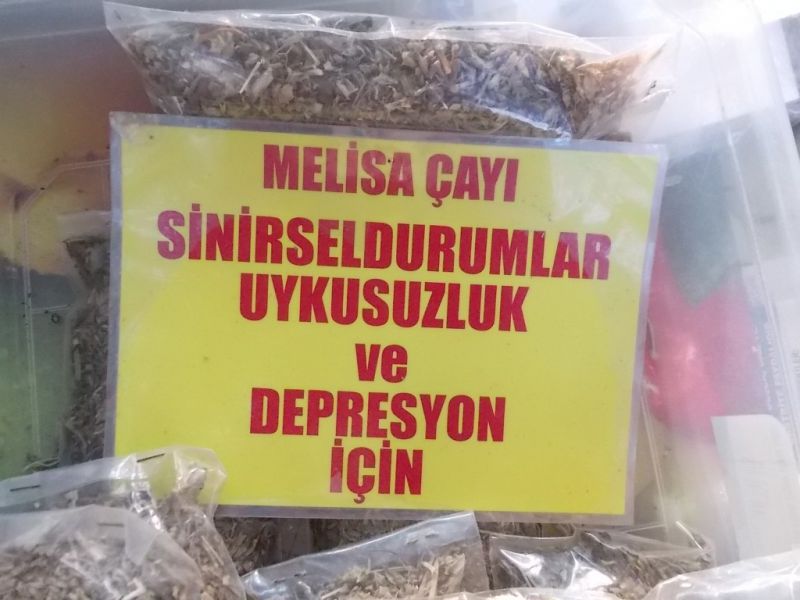 MELİSA ÇAYI
SİNİRSELDURUMLAR
UYKUSUZLUK
ve
DEPRESYON
İÇİN